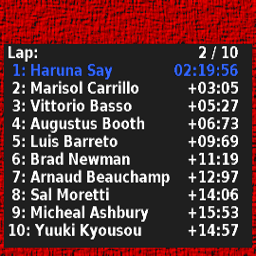 Lap: 2 / 10
1: Haruna Say 02:19:56
2: Marisol Carrillo +03:05
3: Vittorio Basso +05:27
4: Augustus Booth +06:73
5: Luis Barreto +09:69
6: Brad Newman +11:19
7: Arnaud Beauchamp +12:97
8: Sal Moretti +14:06
9: Micheal Ashbury +15:53
10: Yuuki Kyousou +14:57